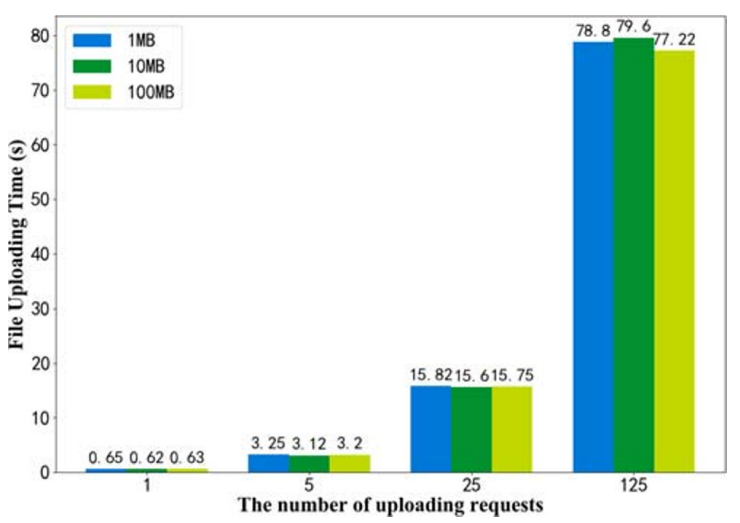 1MB
10MB
100MB
File Uploading Time (s)
80
70
60
50
40
30
20
10
0
0.65 0.62 0.63
3.25 3.12 3.2
15.82 15.6 15.75
78.8 79.6 77.22
1 5 25 125
The number of uploading requests